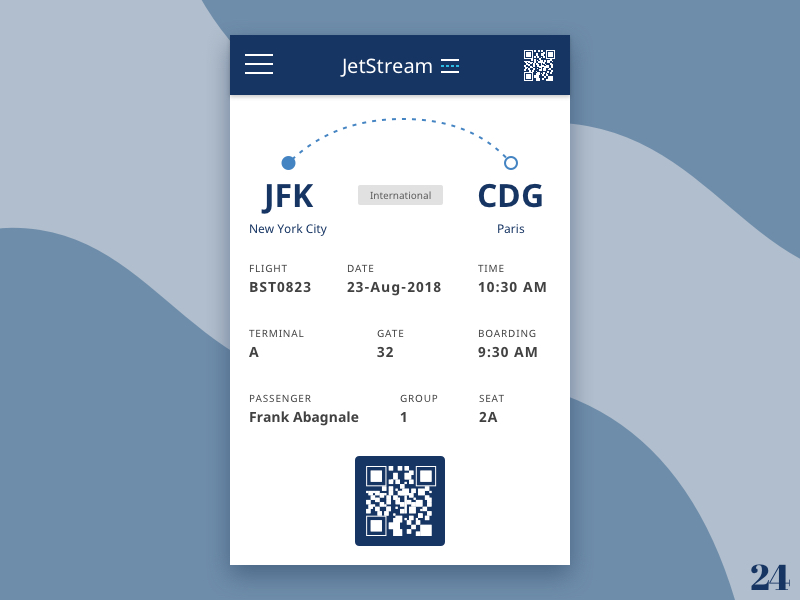 JetStream
JFK International CDG
New York City Paris
FLIGHT DATE TIME
BST0823 23-Aug-2018 10:30 AM
TERMINAL GATE BOARDING
A 32 9:30 AM
PASSENGER GROUP SEAT
Frank Abagnale 1 2A
24